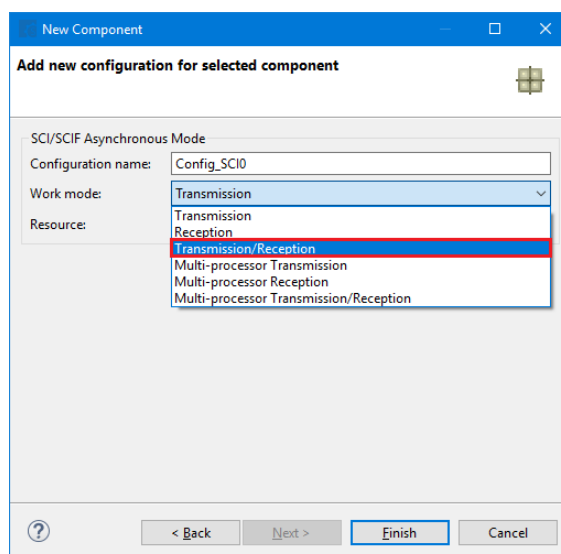 New Component
Add new configuration for selected component
SCI/SCIF Asynchronous Mode
Configuration name: Config_SCI0
Work mode: Transmission
Resource: Transmission
Reception
Transmission/Reception
Multi-processor Transmission
Multi-processor Reception
Multi-processor Transmission/Reception
? < Back Next > Finish Cancel